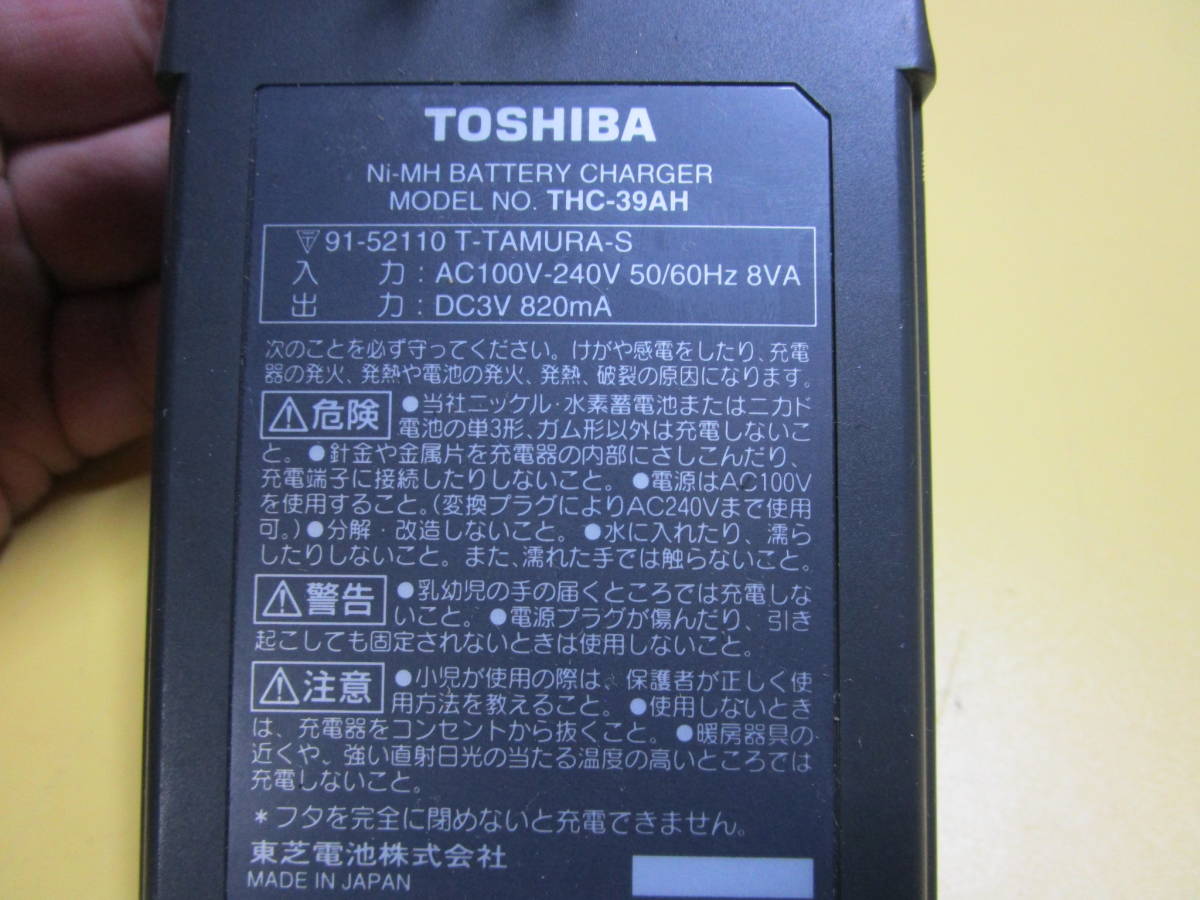 TOSHIBA
Ni-MH BATTERY CHARGER
MODEL NO. THC-39AH
91-52110 T-TAMURA-S
入 力 : AC100V-240V 50/60Hz 8VA
出 力 : DC3V 820mA
次のことを必ず守ってください。けがや感電をしたり、充電
器の発火、発熱や電池の発火、発熱、破裂の原因になります。
危険 ●当社ニッケル・水素蓄電池またはニカド
電池の単3形、ガム形以外は充電しないこ
と。●針金や金属片を充電器の内部にさしこんだり、
充電端子に接続したりしないこと。●電源はAC100V
を使用すること。(変換プラグによりAC240Vまで使用
可。)●分解・改造しないこと。●水に入れたり、濡ら
したりしないこと。また、濡れた手では触らないこと。
警告 ●乳幼児の手の届くところでは充電しな
いこと。●電源プラグが傷んだり、引き
起こしても固定されないときは使用しないこと。
注意 ●小児が使用の際は、保護者が正しく使
用方法を教えること。●使用しないとき
は、充電器をコンセントから抜くこと。●暖房器具の
近くや、強い直射日光の当たる温度の高いところでは
充電しないこと。
*フタを完全に閉めないと充電できません。
東芝電池株式会社
MADE IN JAPAN